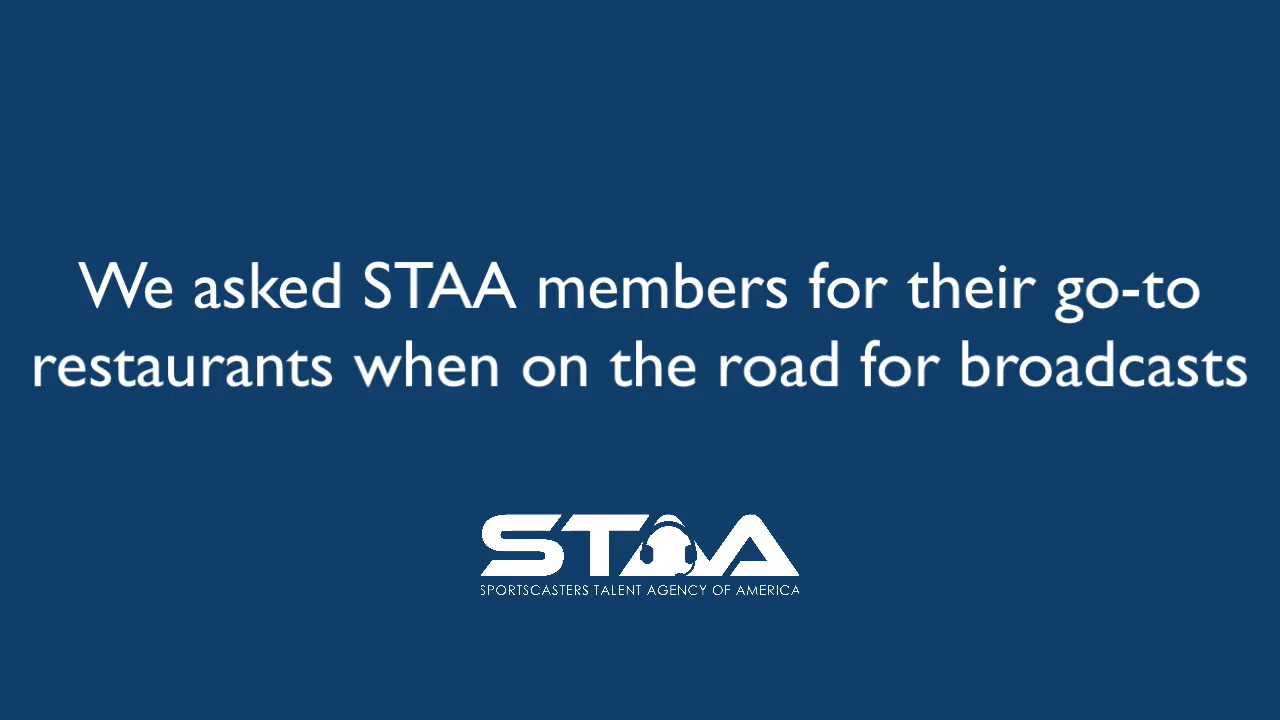 We asked STAA members for their go-to
restaurants when on the road for broadcasts
STAA
SPORTSCASTERS TALENT AGENCY OF AMERICA